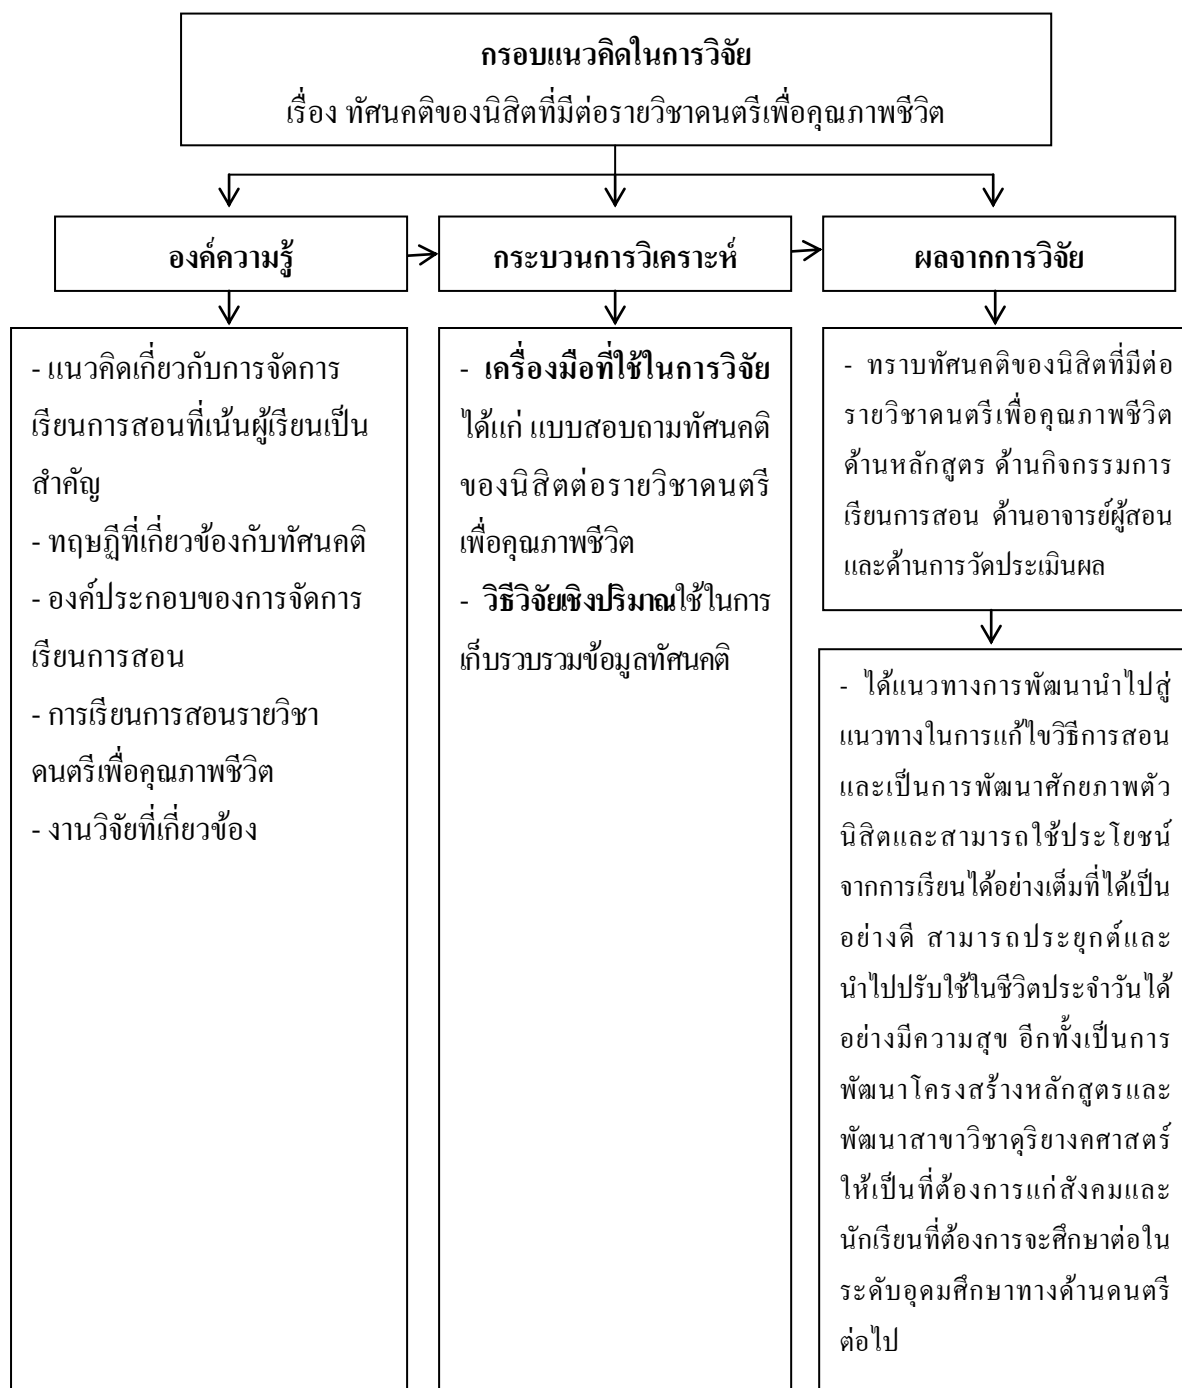 กรอบแนวคิดในการวิจัย
เรื่อง ทัศนคติของนิสิตที่มีต่อรายวิชาดนตรีเพื่อคุณภาพชีวิต
องค์ความรู้
กระบวนการวิเคราะห์
ผลจากการวิจัย
- แนวคิดเกี่ยวกับการจัดการ
เรียนการสอนที่เน้นผู้เรียนเป็น
สำคัญ
- ทฤษฎีที่เกี่ยวข้องกับทัศนคติ
- องค์ประกอบของการจัดการ
เรียนการสอน
- การเรียนการสอนรายวิชา
ดนตรีเพื่อคุณภาพชีวิต
- งานวิจัยที่เกี่ยวข้อง
- เครื่องมือที่ใช้ในการวิจัย
ได้แก่ แบบสอบถามทัศนคติ
ของนิสิตต่อรายวิชาดนตรี
เพื่อคุณภาพชีวิต
- วิธีวิจัยเชิงปริมาณใช้ในการ
เก็บรวบรวมข้อมูลทัศนคติ
- ทราบทัศนคติของนิสิตที่มีต่อ
รายวิชาดนตรีเพื่อคุณภาพชีวิต
ด้านหลักสูตร ด้านกิจกรรมการ
เรียนการสอน ด้านอาจารย์ผู้สอน
และด้านการวัดประเมินผล
- ได้แนวทางการพัฒนานำไปสู่
แนวทางในการแก้ไขวิธีการสอน
และเป็นการพัฒนาศักยภาพตัว
นิสิตและสามารถใช้ประโยชน์
จากการเรียนได้อย่างเต็มที่ได้เป็น
อย่างดี สามารถประยุกต์และ
นำไปปรับใช้ในชีวิตประจำวันได้
อย่างมีความสุข อีกทั้งเป็นการ
พัฒนาโครงสร้างหลักสูตรและ
พัฒนาสาขาวิชาดุริยางคศาสตร์
ให้เป็นที่ต้องการแก่สังคมและ
นักเรียนที่ต้องการจะศึกษาต่อใน
ระดับอุดมศึกษาทางด้านดนตรี
ต่อไป